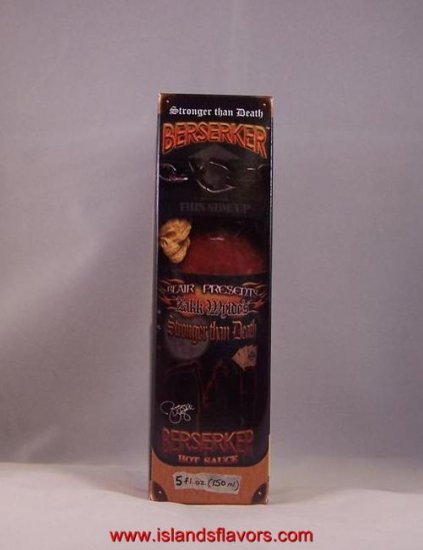 Stronger than Death
BERSERKER
THIS SIDE UP
BLAIR PRESENTS
Zakk Wylde's
Stronger than Death
BERSERKER
HOT SAUCE
5 fl. oz. (150 ml)
www.islandsflavors.com